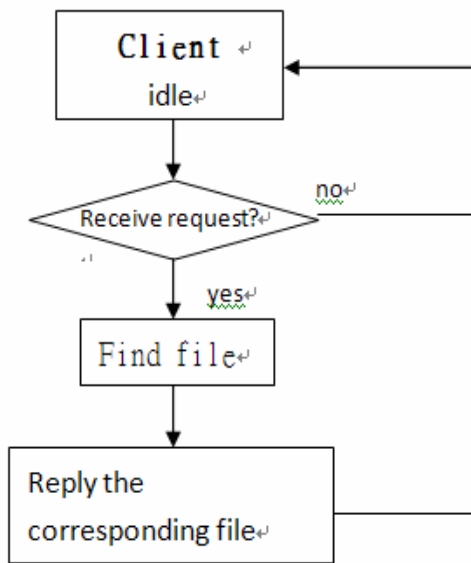 Client
idle
no
Receive request?
yes
Find file
Reply the
corresponding file